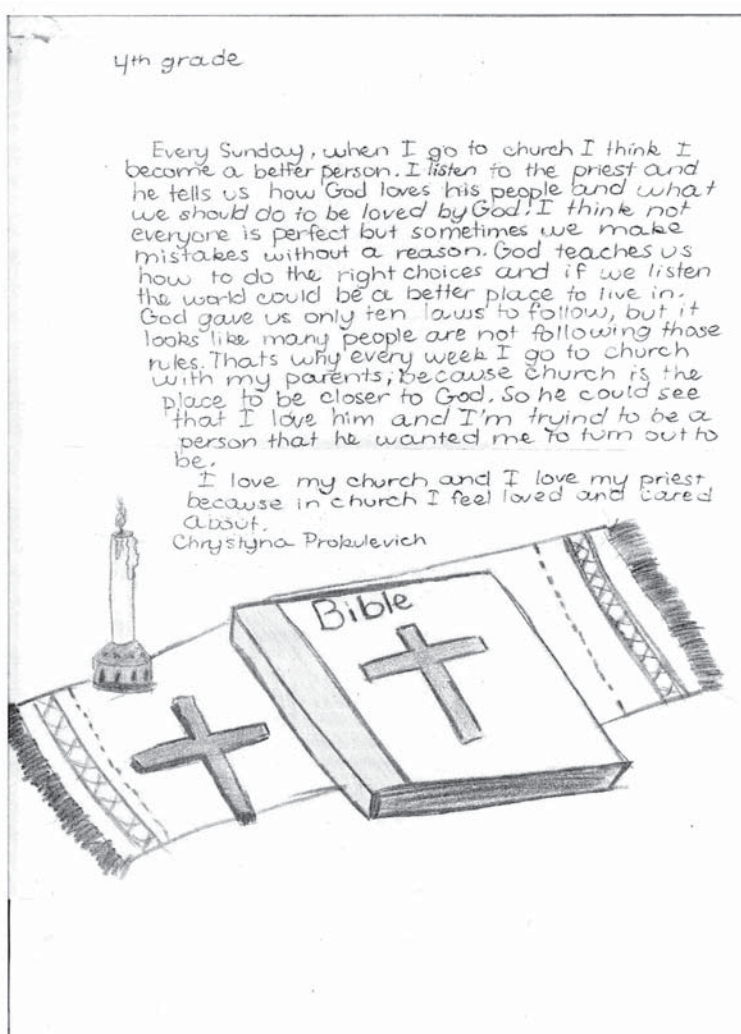 4th grade
Every Sunday, when I go to church I think I
become a better person. I listen to the priest and
he tells us how God loves his people and what
we should do to be loved by God. I think not
everyone is perfect but sometimes we make
mistakes without a reason. God teaches us
how to do the right choices and if we listen
the world could be a better place to live in.
God gave us only ten laws to follow, but it
looks like many people are not following those
rules. Thats why every week I go to church
with my parents, because church is the
place to be closer to God. So he could see
that I love him and I'm tryind to be a
person that he wanted me to turn out to
be.
I love my church and I love my priest
because in church I feel loved and cared
about.
Chrystyna Prokulevich
Bible